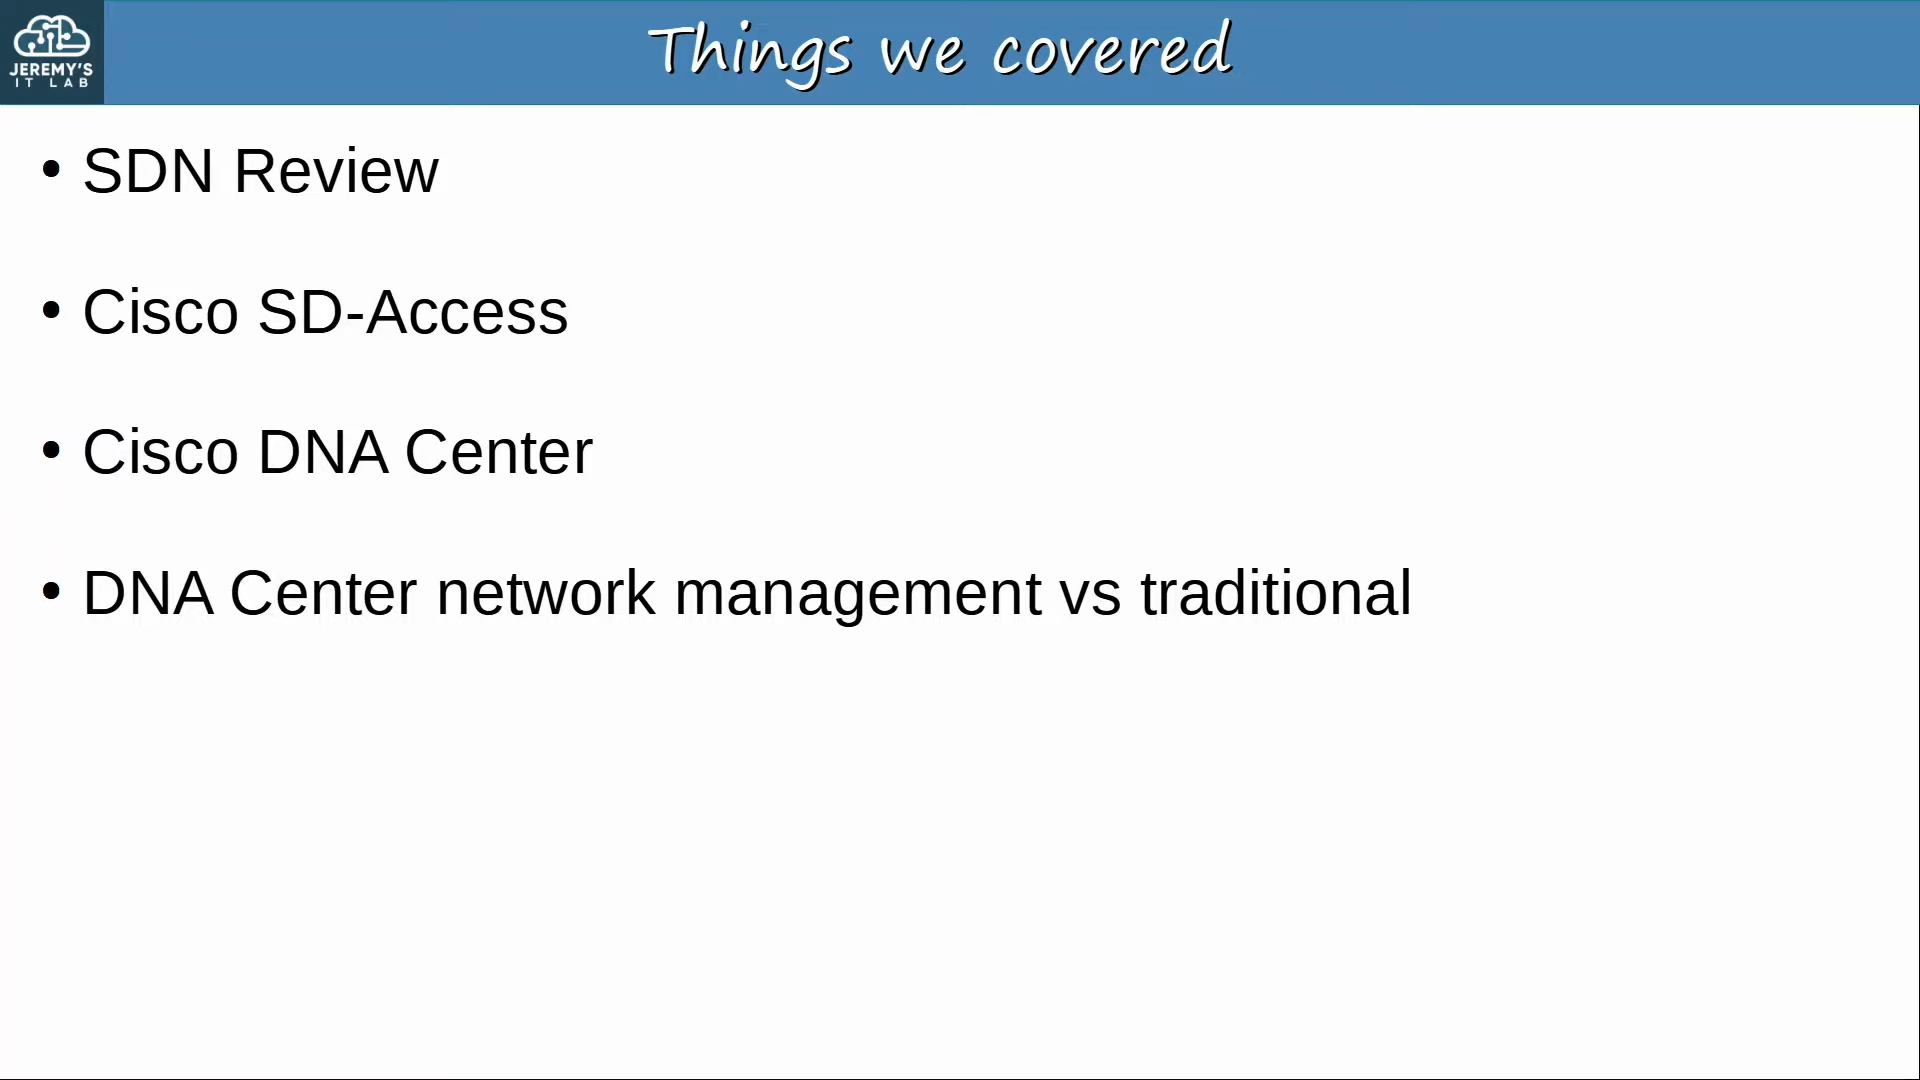 JEREMY'S
IT LAB
Things we covered
• SDN Review
• Cisco SD-Access
• Cisco DNA Center
• DNA Center network management vs traditional